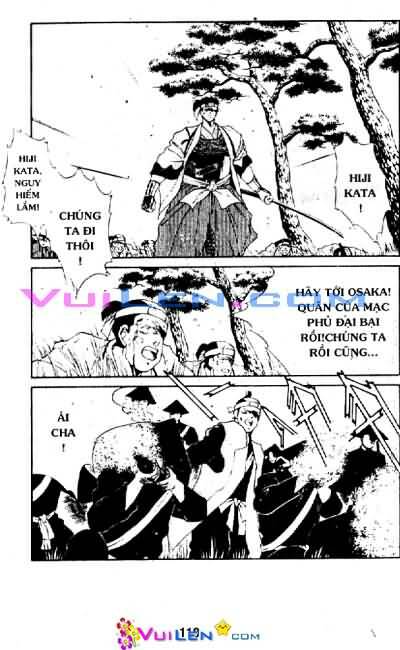 HIJI
KATA,
NGUY
HIỂM
LẮM!
CHÚNG
TA ĐI
THÔI
!
HIJI
KATA
!
HÃY TỚI OSAKA!
QUÂN CỦA MẠC
PHỦ ĐẠI BẠI
RỒI!CHÚNG TA
RỒI CŨNG...
VUILEN.COM
ÁI
CHA !
119
VUILEN.COM